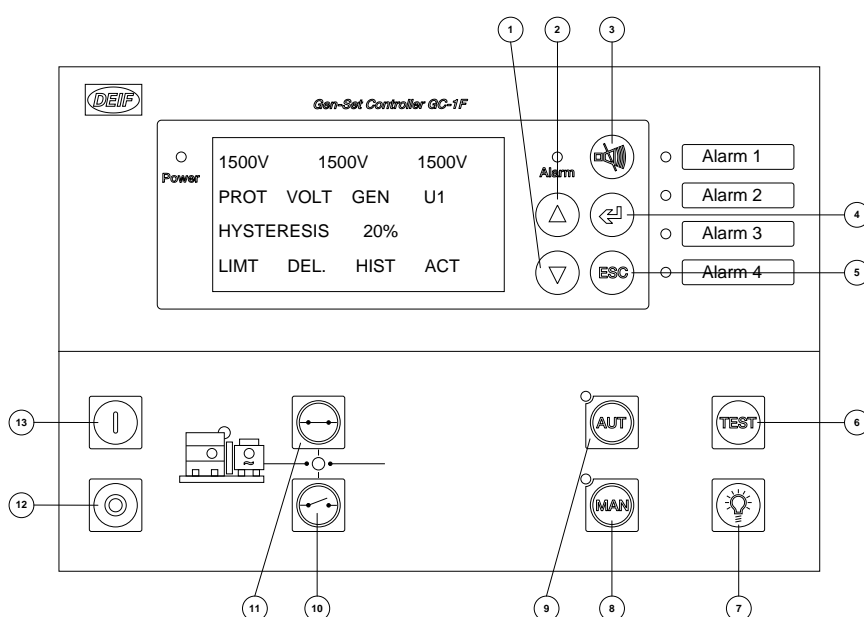 1 2 3
DEIF
Gen-Set Controller GC-1F
Power
1500V 1500V 1500V
PROT VOLT GEN U1
HYSTERESIS 20%
LIMT DEL. HIST ACT
Alarm
ESC
Alarm 1
Alarm 2
Alarm 3
Alarm 4
4
5
13
AUT
TEST
6
12
MAN
11 10 9 8 7